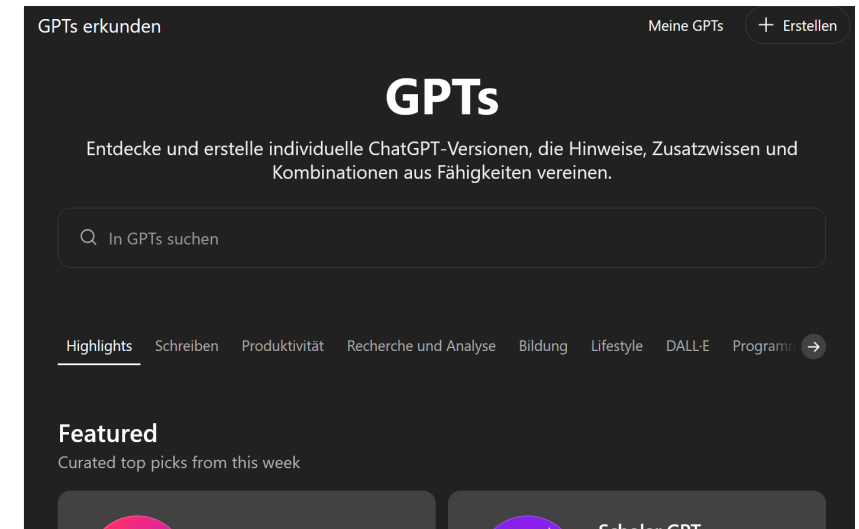 GPTs erkunden
Meine GPTs
Erstellen
GPTs
Entdecke und erstelle individuelle ChatGPT-Versionen, die Hinweise, Zusatzwissen und
Kombinationen aus Fähigkeiten vereinen.
In GPTs suchen
Highlights Schreiben Produktivität Recherche und Analyse Bildung Lifestyle DALL·E
Featured
Curated top picks from this week
Scholar GPT